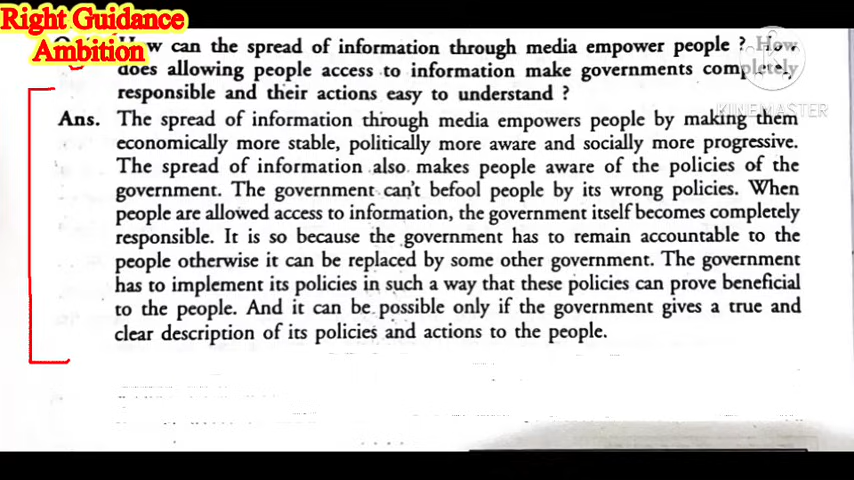 Right Guidance
Ambition
How can the spread of information through media empower people ? How
does allowing people access to information make governments completely
responsible and their actions easy to understand ?
KINEMASTER
Ans. The spread of information through media empowers people by making them
economically more stable, politically more aware and socially more progressive.
The spread of information also makes people aware of the policies of the
government. The government can't befool people by its wrong policies. When
people are allowed access to information, the government itself becomes completely
responsible. It is so because the government has to remain accountable to the
people otherwise it can be replaced by some other government. The government
has to implement its policies in such a way that these policies can prove beneficial
to the people. And it can be possible only if the government gives a true and
clear description of its policies and actions to the people.